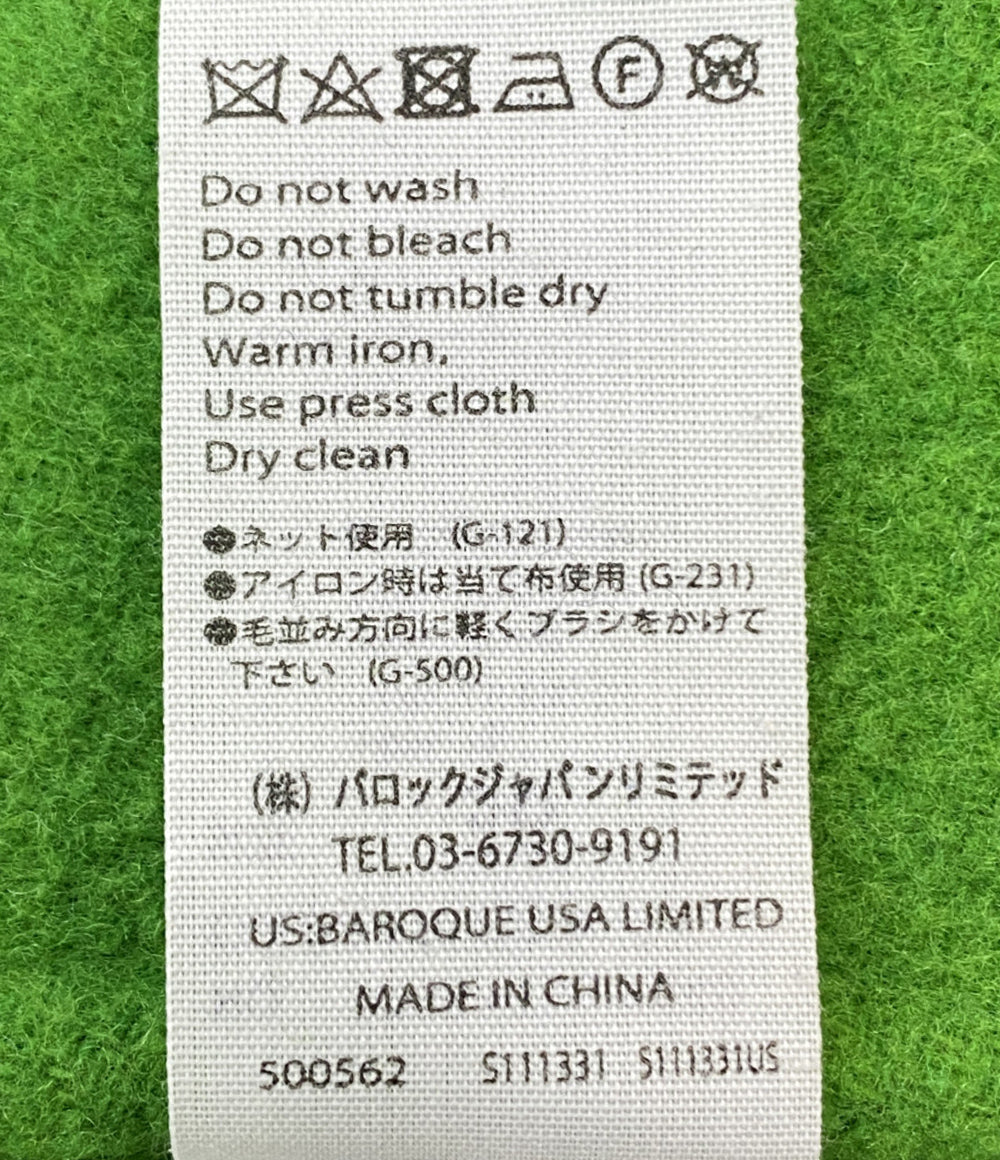 F W
Do not wash
Do not bleach
Do not tumble dry
Warm iron.
Use press cloth
Dry clean
●ネット使用 (G-121)
●アイロン時は当て布使用 (G-231)
●毛並み方向に軽くブラシをかけて
下さい (G-500)
(株) バロックジャパンリミテッド
TEL.03-6730-9191
US:BAROQUE USA LIMITED
MADE IN CHINA
500562 S111331 S111331US